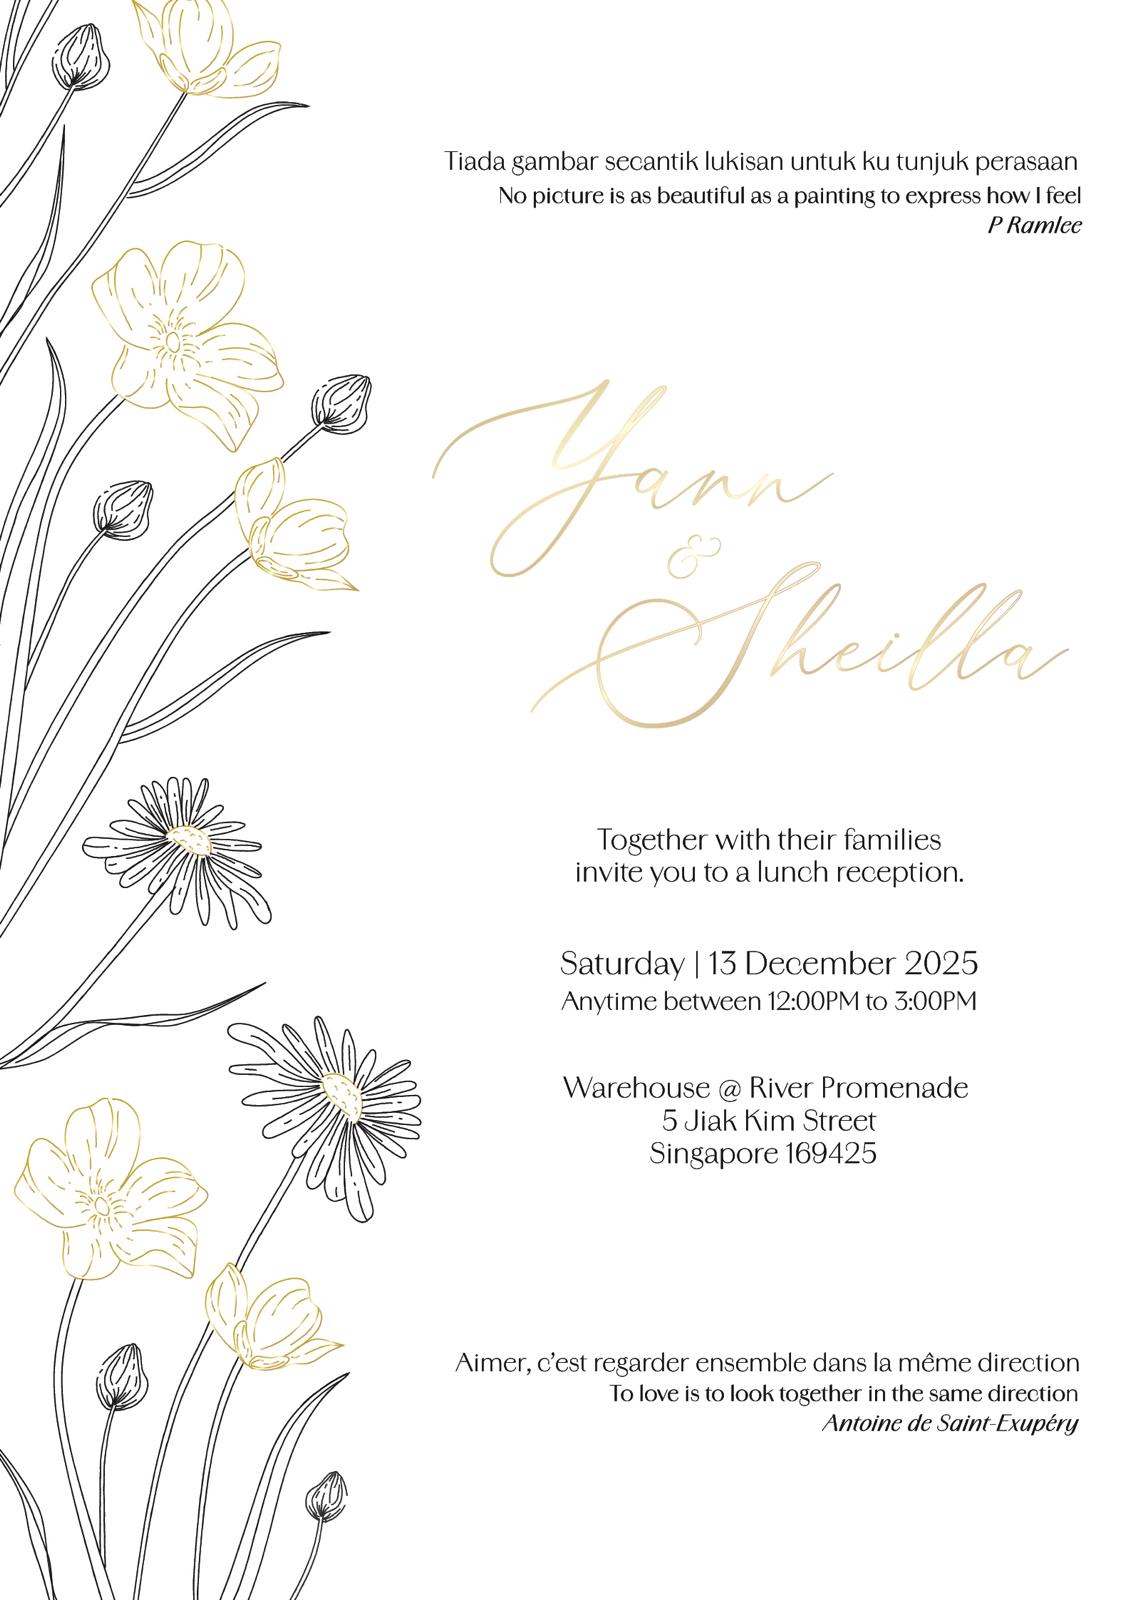 Tiada gambar secantik lukisan untuk ku tunjuk perasaan
No picture is as beautiful as a painting to express how I feel
P Ramlee
Yann
&
Sheilla
Together with their families
invite you to a lunch reception.
Saturday | 13 December 2025
Anytime between 12:00PM to 3:00PM
Warehouse @ River Promenade
5 Jiak Kim Street
Singapore 169425
Aimer, c’est regarder ensemble dans la même direction
To love is to look together in the same direction
Antoine de Saint-Exupéry